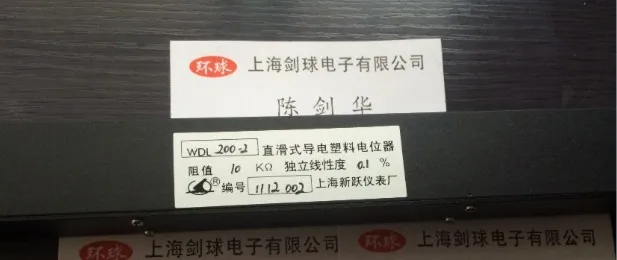 环球 上海剑球电子有限公司
陈剑华
WDL 200-2 直滑式导电塑料电位器
阻值 10 KΩ 独立线性度 0.1 %
® 编号 1112002 上海新跃仪表厂
环球 上海剑球电子有限公司 环球 上海剑球电子有限公司